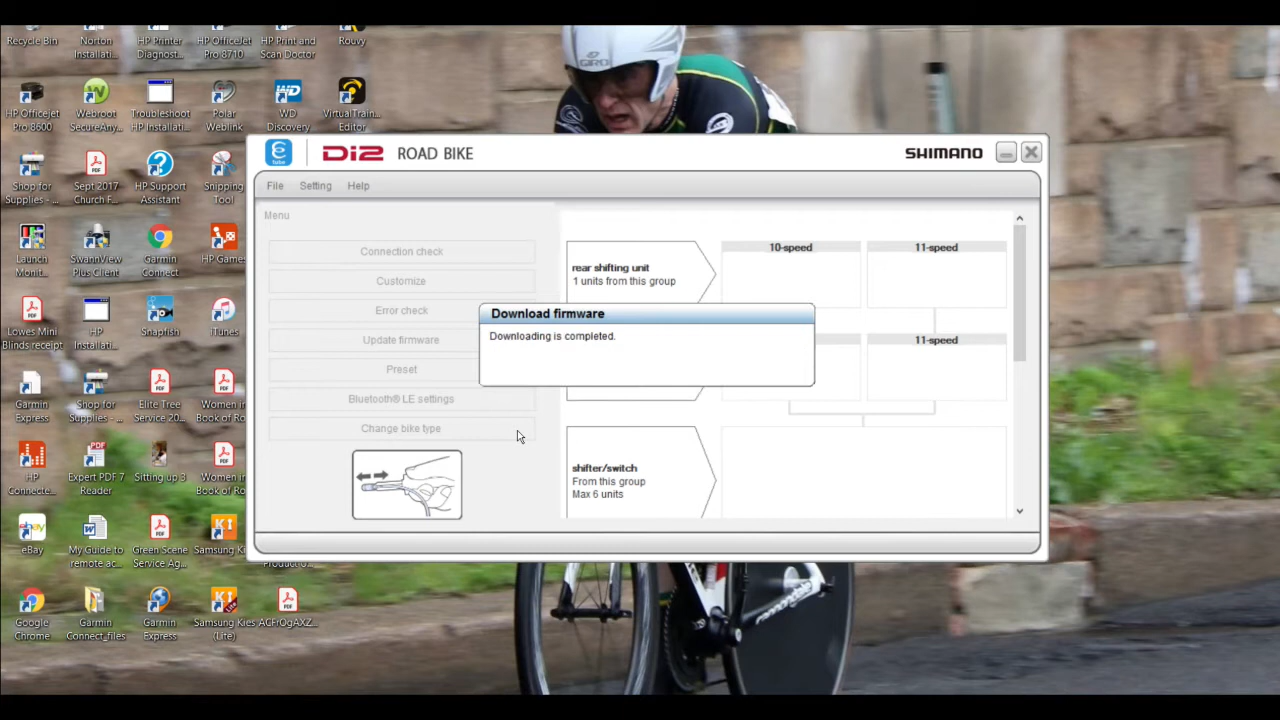 Recycle Bin
Norton
Installati...
HP Printer
Diagnost...
HP OfficeJet
Pro 8710
HP Print and
Scan Doctor
Rouvy
HP Officejet
Pro 8600
Webroot
SecureAny...
Troubleshoot
HP Installati...
Polar
Weblink
WD
WD
Discovery
VirtualTrain...
Editor
Shop for
Supplies - ...
Sept 2017
Church F...
HP Support
Assistant
Snipping
Tool
Launch
Monit...
SwannView
Plus Client
Garmin
Connect
HP Games
Lowes Mini
Blinds receipt
HP
Installati...
Snapfish
iTunes
Garmin
Express
Shop for
Supplies - ...
Elite Tree
Service 20...
Women in
Book of Ro
HP
Connecte...
Expert PDF 7
Reader
Sitting up 3
Women in
Book of Ro
eBay
My Guide to
remote ac...
Green Scene
Service Ag...
Samsung Kies
Google
Chrome
Garmin
Connect_files
Garmin
Express
Samsung Kies
(Lite)
ACFrOgAXZ...
GIRO
e
tube
Di2 ROAD BIKE
SHIMANO
File Setting Help
Menu
Connection check
Customize
Error check
Update firmware
Preset
Bluetooth® LE settings
Change bike type
10-speed
11-speed
rear shifting unit
1 units from this group
Download firmware
Downloading is completed.
11-speed
shifter/switch
From this group
Max 6 units
cannondale